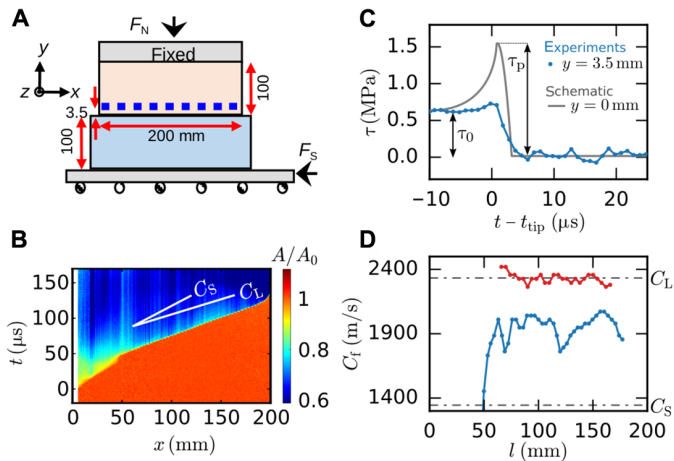 A
F_N
Fixed
y
z
x
3.5
100
100
200 mm
F_S
B
A/A_0
t (μs)
150
100
50
0
C_S
C_L
1
0.8
0.6
0 50 100 150 200
x (mm)
C
τ (MPa)
1.5
1.0
0.5
0.0
τ_p
τ_0
Experiments
y = 3.5 mm
Schematic
y = 0 mm
−10 0 10 20
t − t_tip (μs)
D
C_f (m/s)
2400
1900
1400
C_L
C_S
0 50 100 150 200
l (mm)